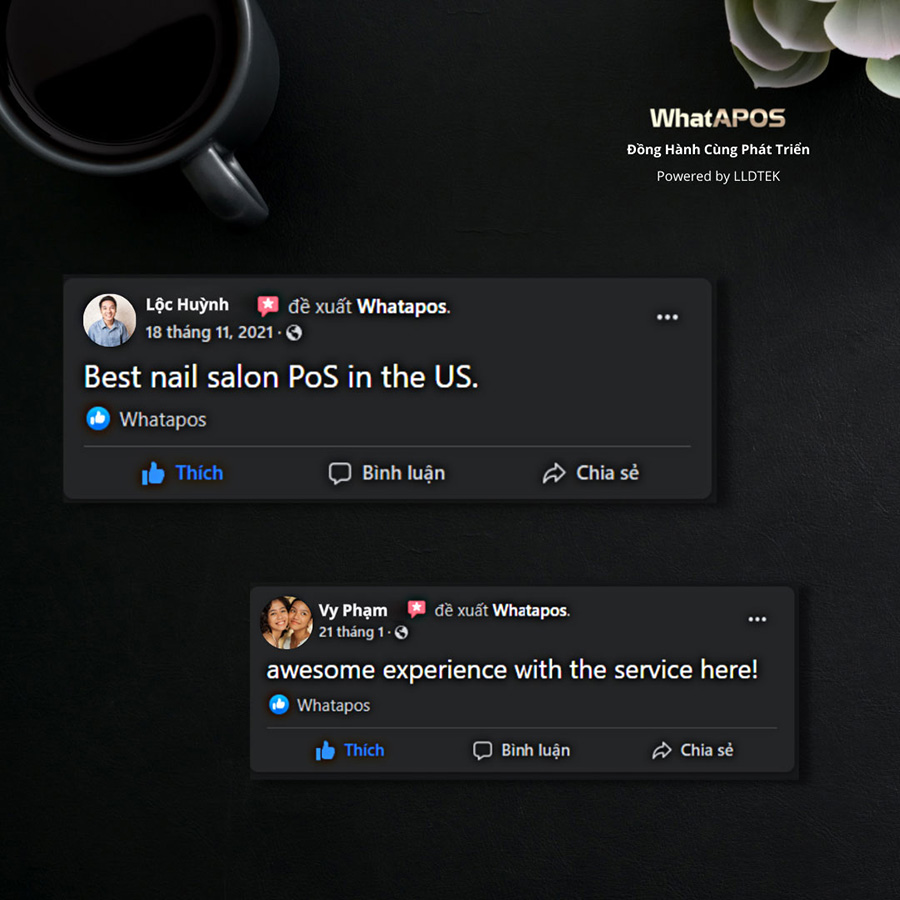 WhatAPOS
Đồng Hành Cùng Phát Triển
Powered by LLDTEK
Lộc Huỳnh đề xuất Whatapos.
18 tháng 11, 2021 ·
Best nail salon PoS in the US.
Whatapos
Thích Bình luận Chia sẻ
Vy Phạm đề xuất Whatapos.
21 tháng 1 ·
awesome experience with the service here!
Whatapos
Thích Bình luận Chia sẻ